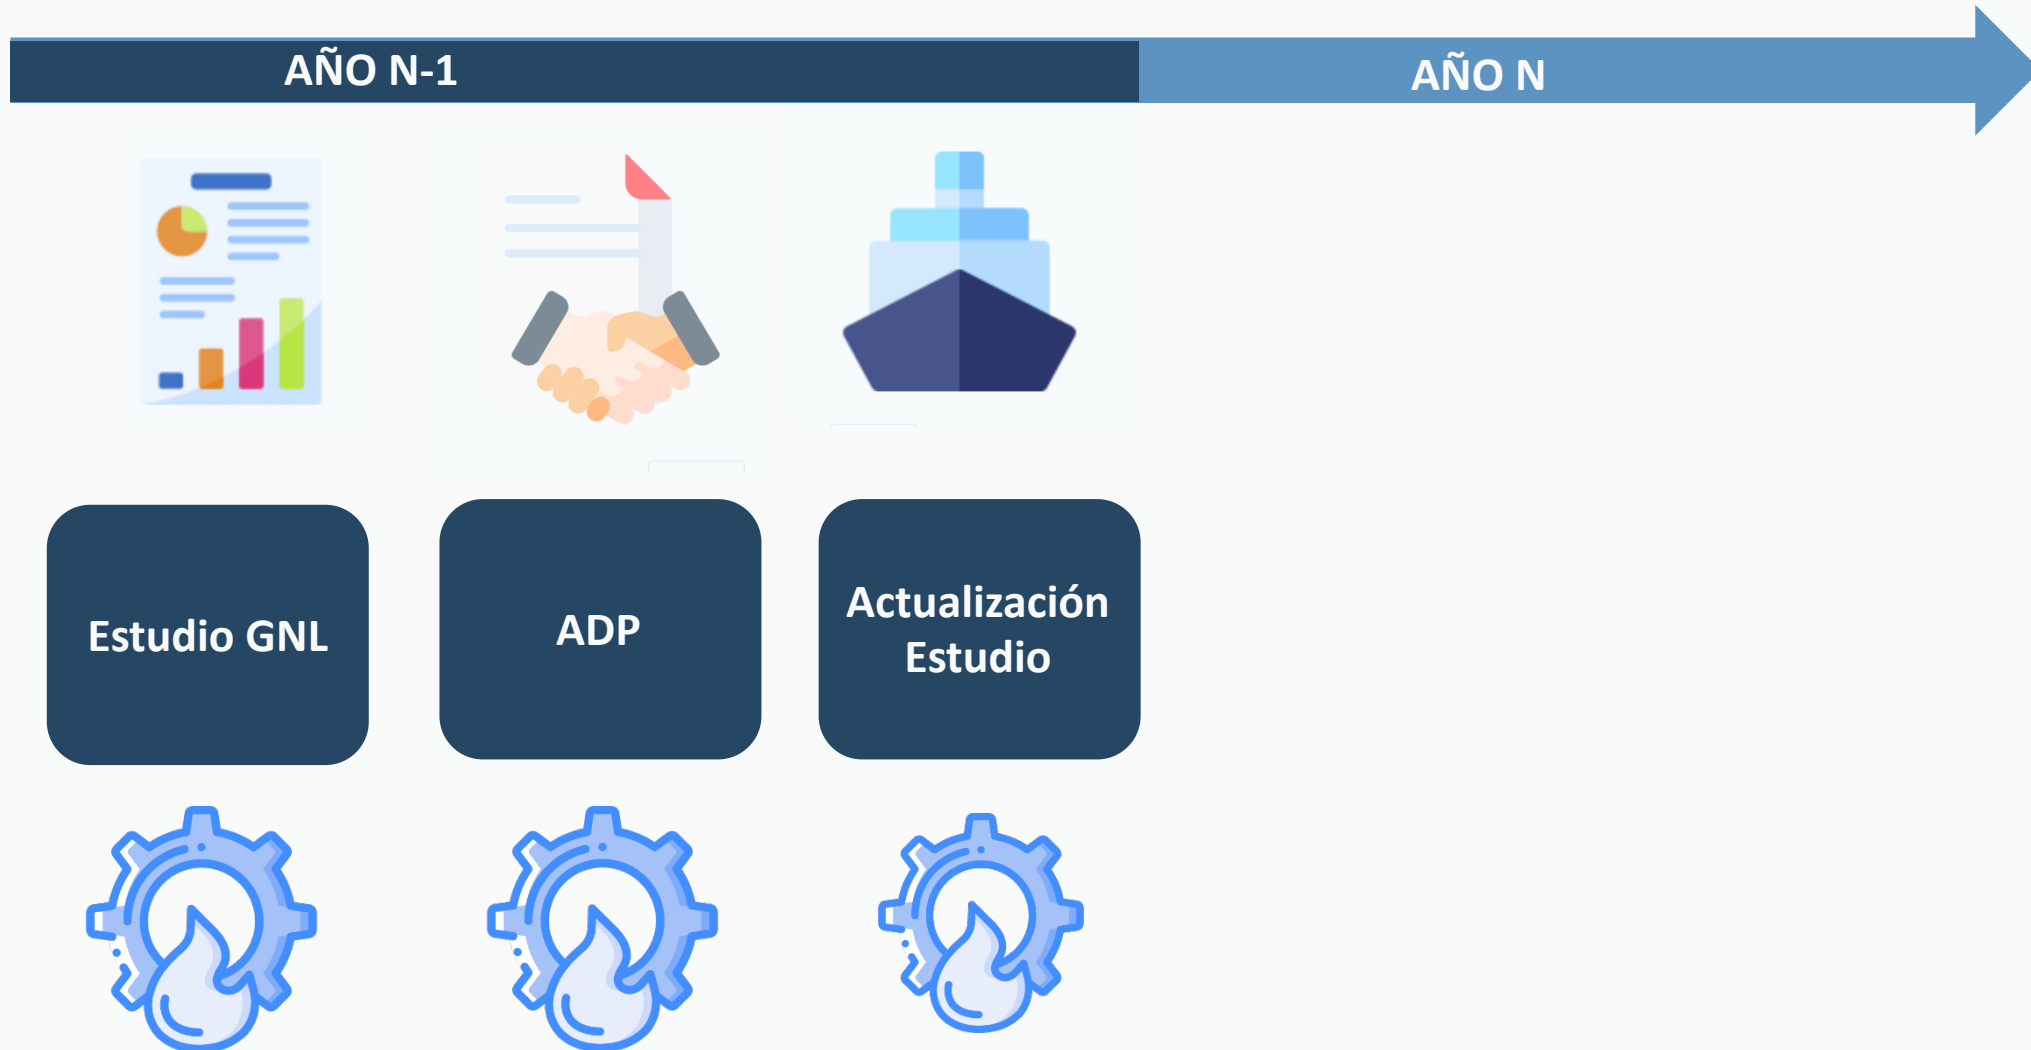 AÑO N-1
AÑO N
Estudio GNL
ADP
Actualización
Estudio